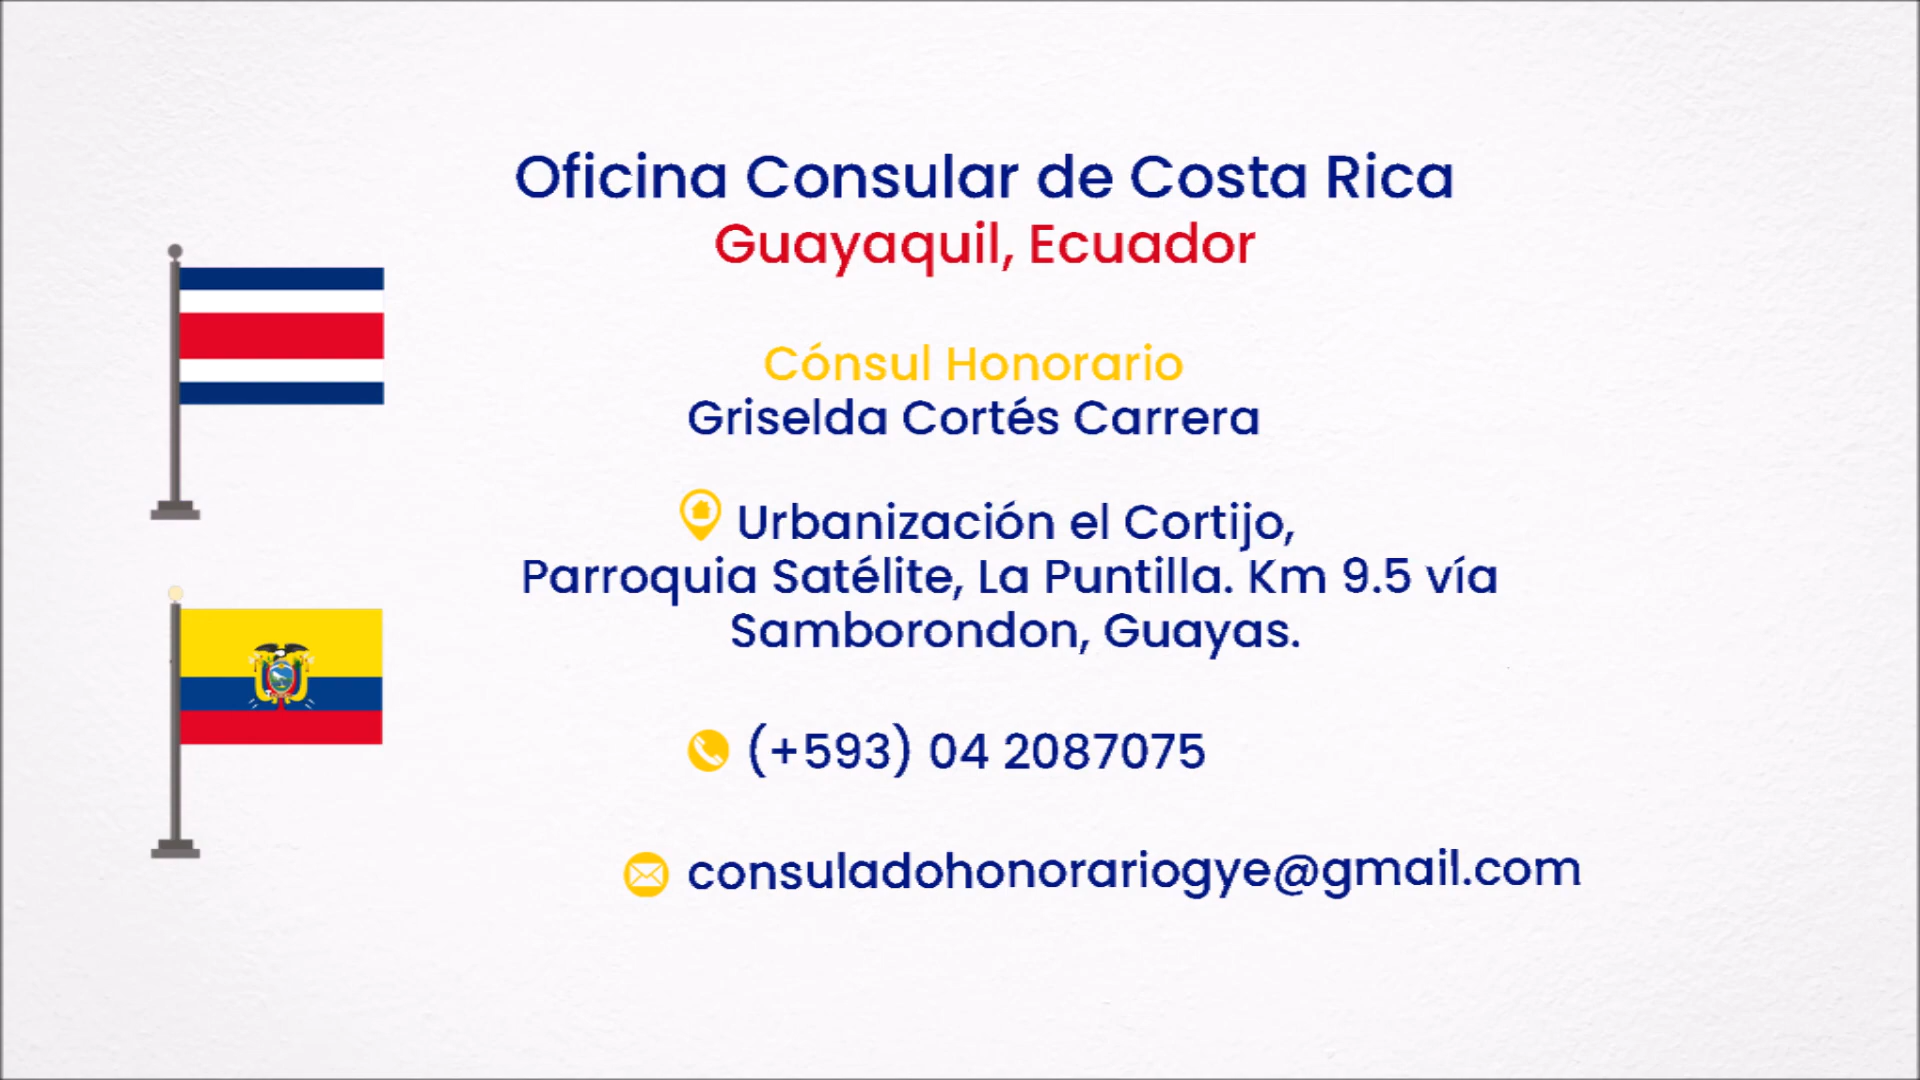 Oficina Consular de Costa Rica
Guayaquil, Ecuador
Cónsul Honorario
Griselda Cortés Carrera
Urbanización el Cortijo,
Parroquia Satélite, La Puntilla. Km 9.5 vía
Samborondon, Guayas.
(+593) 04 2087075
consuladohonorariogye@gmail.com